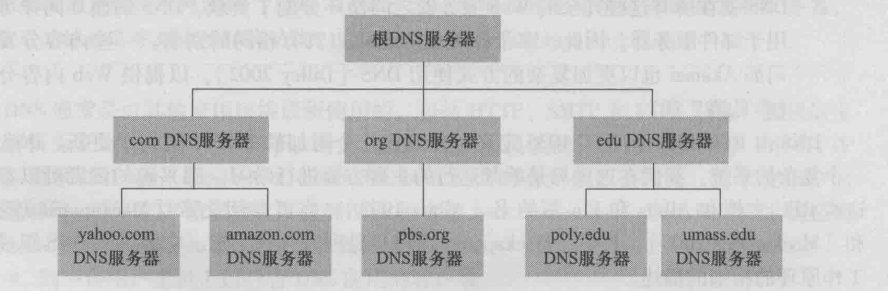 根DNS服务器
com DNS服务器
org DNS服务器
edu DNS服务器
yahoo.com
DNS服务器
amazon.com
DNS服务器
pbs.org
DNS服务器
poly.edu
DNS服务器
umass.edu
DNS服务器